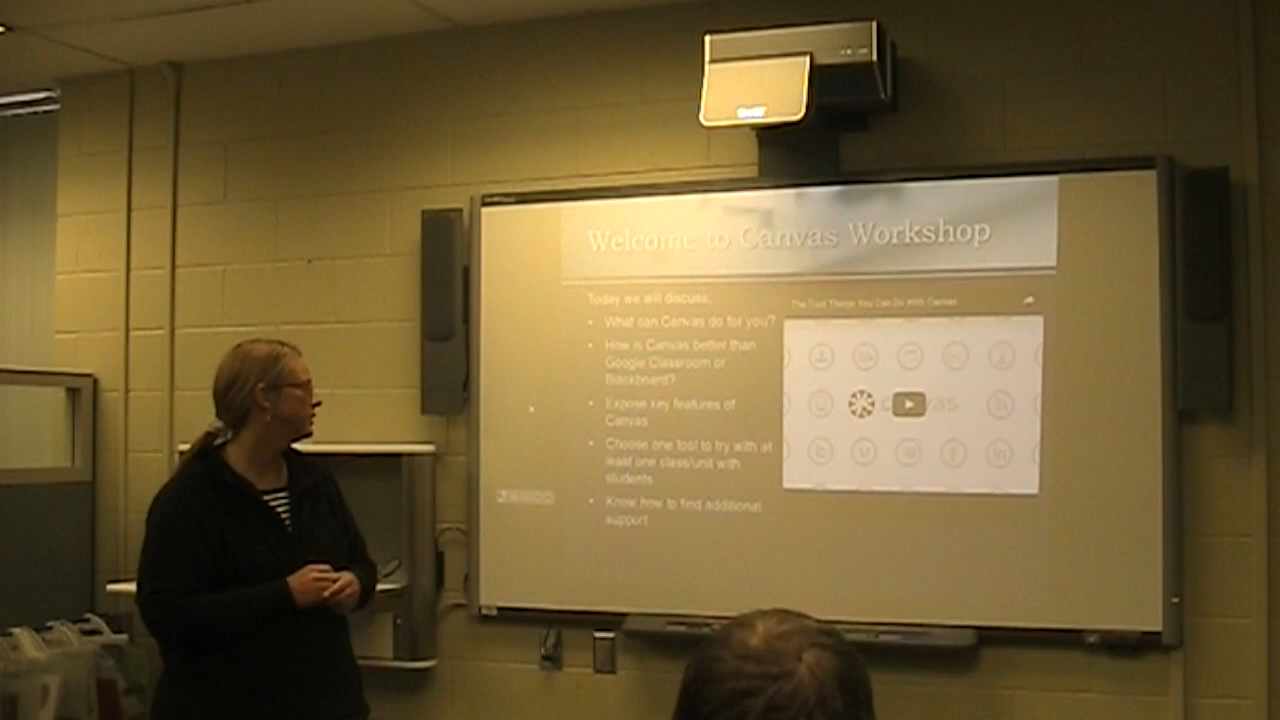 Welcome to Canvas Workshop
Today we will discuss:
• What can Canvas do for you?
• How is Canvas better than
Google Classroom or
Blackboard?
• Expose key features of
Canvas
• Choose one tool to try with at
least one class/unit with
students
• Know how to find additional
support
The Cool Things You Can Do With Canvas